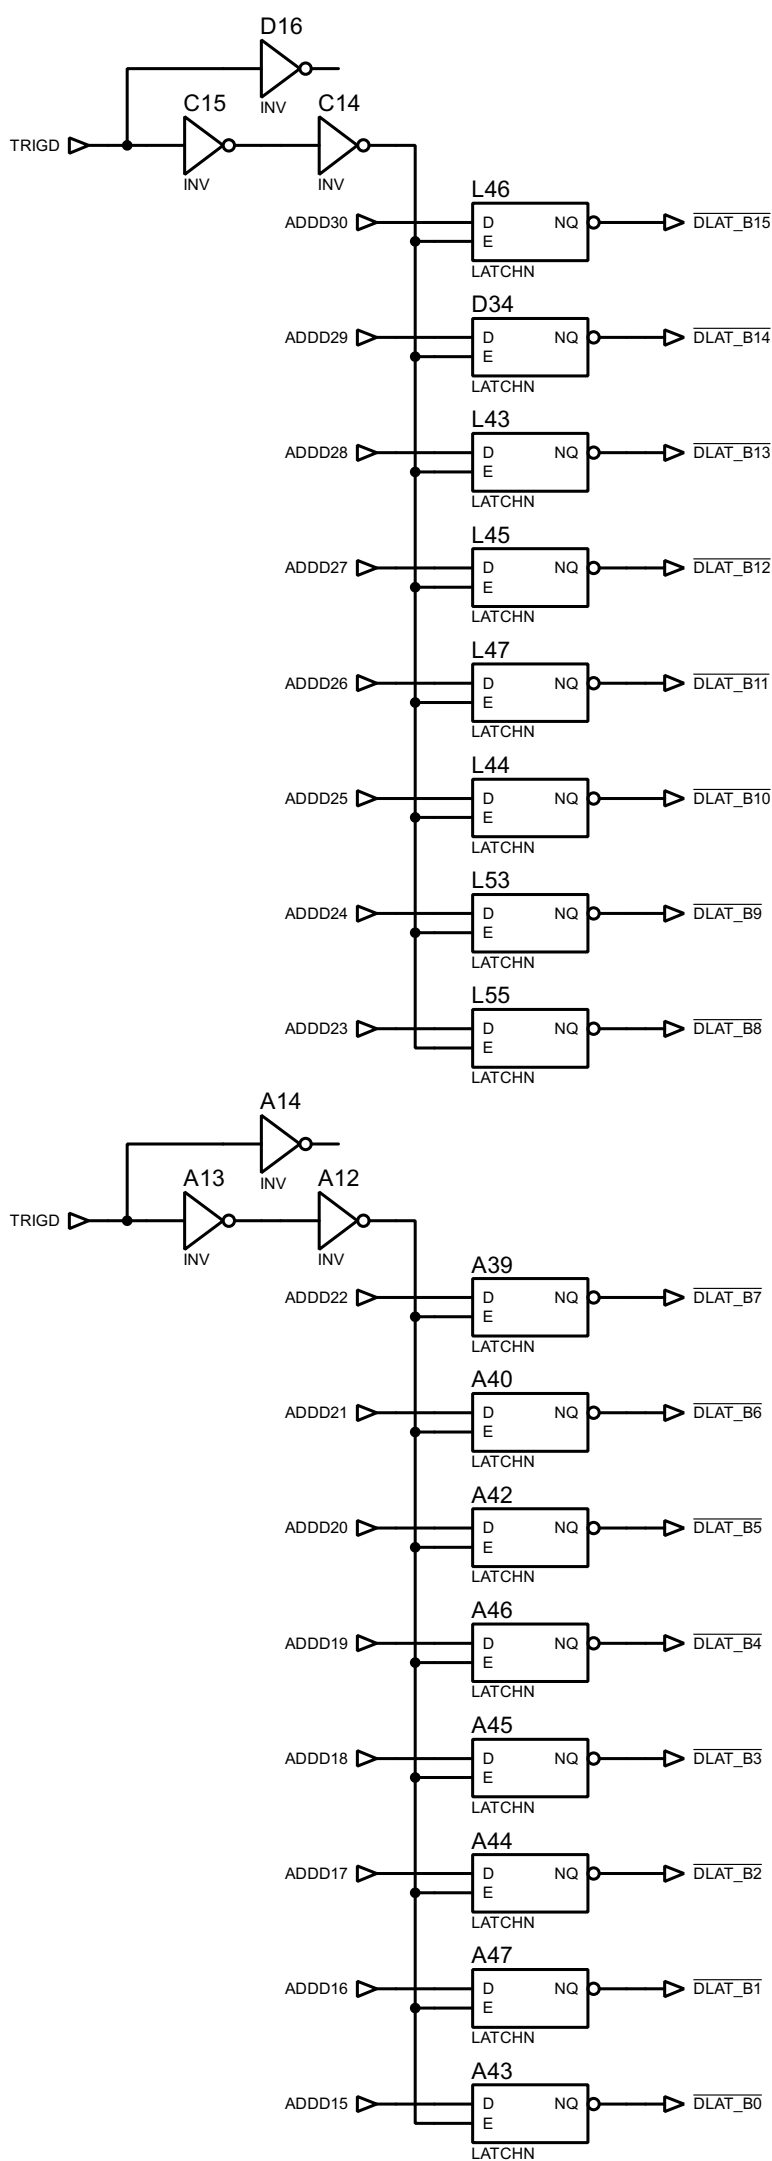 D16
INV
C15
C14
TRIGD
INV
INV
L46
ADDD30 D NQ DLAT_B15
E
LATCHN
D34
ADDD29 D NQ DLAT_B14
E
LATCHN
L43
ADDD28 D NQ DLAT_B13
E
LATCHN
L45
ADDD27 D NQ DLAT_B12
E
LATCHN
L47
ADDD26 D NQ DLAT_B11
E
LATCHN
L44
ADDD25 D NQ DLAT_B10
E
LATCHN
L53
ADDD24 D NQ DLAT_B9
E
LATCHN
L55
ADDD23 D NQ DLAT_B8
E
LATCHN
A14
INV
A13
A12
TRIGD
INV
INV
A39
ADDD22 D NQ DLAT_B7
E
LATCHN
A40
ADDD21 D NQ DLAT_B6
E
LATCHN
A42
ADDD20 D NQ DLAT_B5
E
LATCHN
A46
ADDD19 D NQ DLAT_B4
E
LATCHN
A45
ADDD18 D NQ DLAT_B3
E
LATCHN
A44
ADDD17 D NQ DLAT_B2
E
LATCHN
A47
ADDD16 D NQ DLAT_B1
E
LATCHN
A43
ADDD15 D NQ DLAT_B0
E
LATCHN